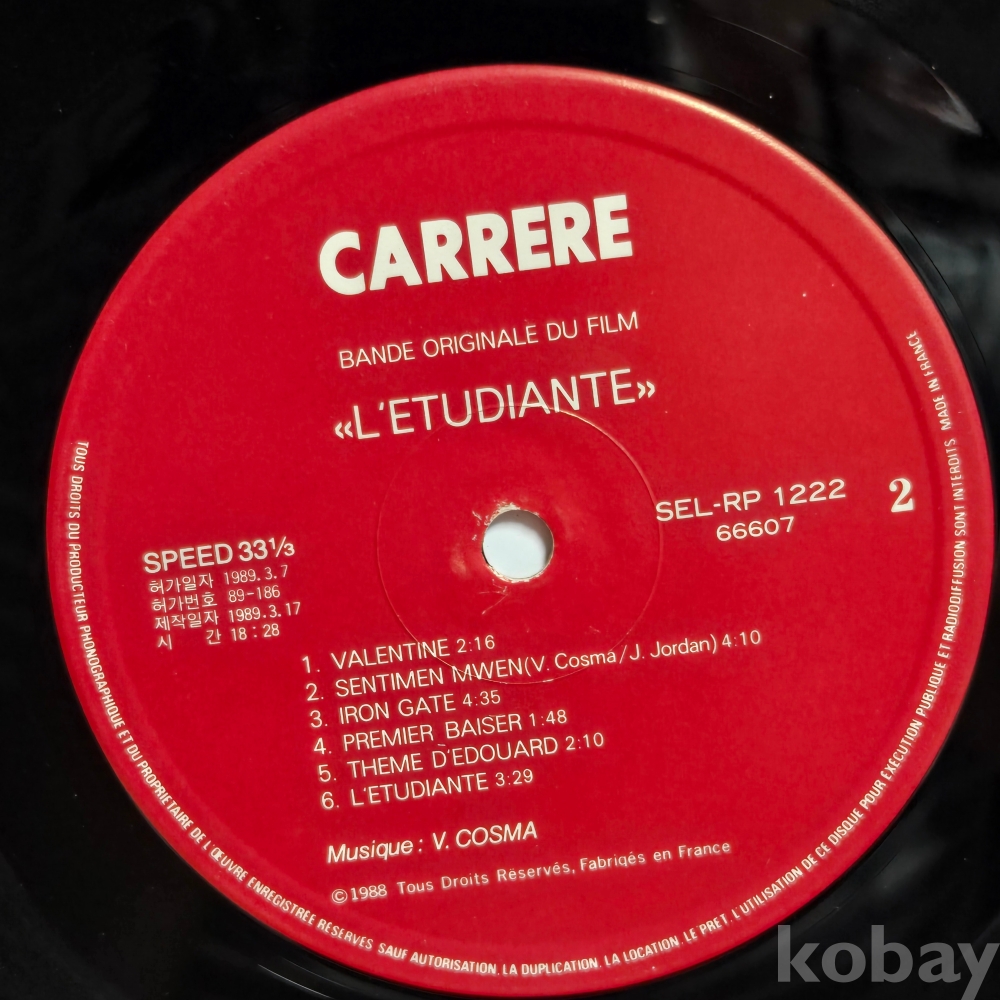 CARRERE
BANDE ORIGINALE DU FILM
«L'ETUDIANTE»
SEL-RP 1222
66607
2
SPEED 33⅓
허가일자 1989.3.7
허가번호 89-186
제작일자 1989.3.17
시 간 18:28
1. VALENTINE 2:16
2. SENTIMEN MWEN(V. Cosma/J. Jordan) 4:10
3. IRON GATE 4:35
4. PREMIER BAISER 1:48
5. THEME D'EDOUARD 2:10
6. L'ETUDIANTE 3:29
Musique: V. COSMA
©1988 Tous Droits Réservés, Fabriqés en France
TOUS DROITS DU PRODUCTEUR PHONOGRAPHIQUE ET DU PROPRIETAIRE DE L'ŒUVRE ENREGISTREE RESERVES SAUF AUTORISATION. LA DUPLICATION. LA LOCATION. LE PRET. L'UTILISATION DE CE DISQUE POUR EXECUTION PUBLIQUE ET RADIODIFFUSION SONT INTERDITS MADE IN FRANCE
kobay